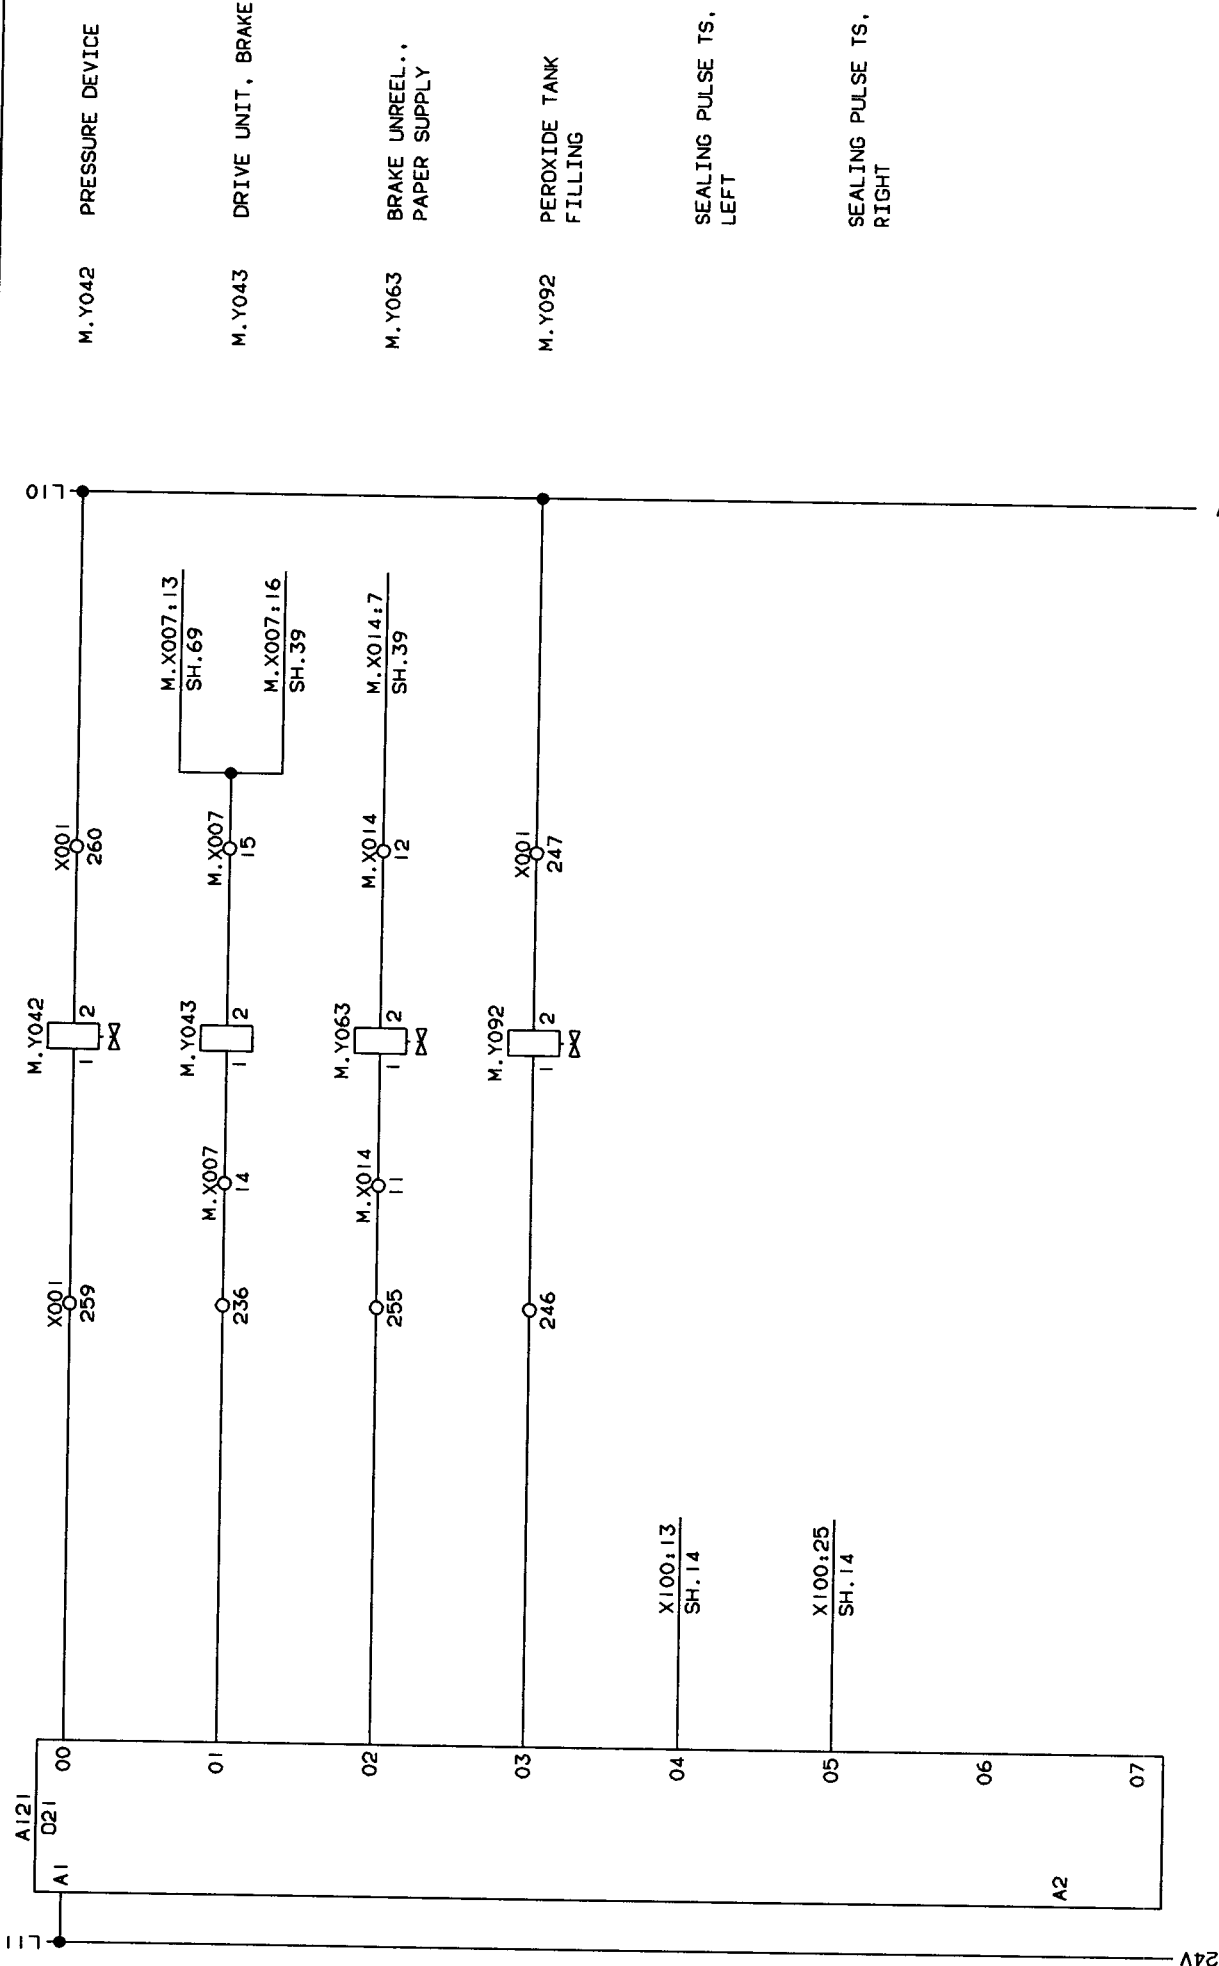 L11
24V
A121
O21
A1
A2
00
X001
259
M.Y042
1
2
X001
260
L10
M.Y042
PRESSURE DEVICE
01
236
M.X007
14
M.Y043
1
2
M.X007
15
M.X007:13
SH.69
M.X007:16
SH.39
M.Y043
DRIVE UNIT, BRAKE
02
255
M.X014
11
M.Y063
1
2
M.X014
12
M.X014:7
SH.39
M.Y063
BRAKE UNREEL..
PAPER SUPPLY
03
246
M.Y092
1
2
X001
247
M.Y092
PEROXIDE TANK
FILLING
04
X100:13
SH.14
SEALING PULSE TS,
LEFT
05
X100:25
SH.14
SEALING PULSE TS,
RIGHT
06
07